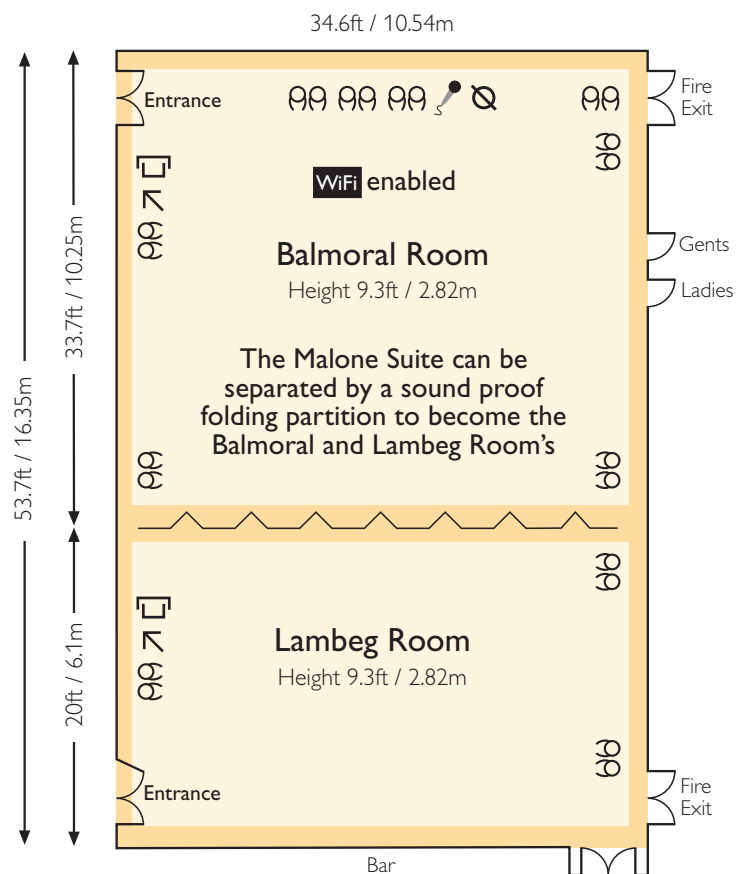 34.6ft / 10.54m
Entrance
Fire
Exit
WiFi enabled
Gents
Ladies
Balmoral Room
Height 9.3ft / 2.82m
33.7ft / 10.25m
The Malone Suite can be
separated by a sound proof
folding partition to become the
Balmoral and Lambeg Room's
53.7ft / 16.35m
Lambeg Room
Height 9.3ft / 2.82m
20ft / 6.1m
Entrance
Fire
Exit
Bar